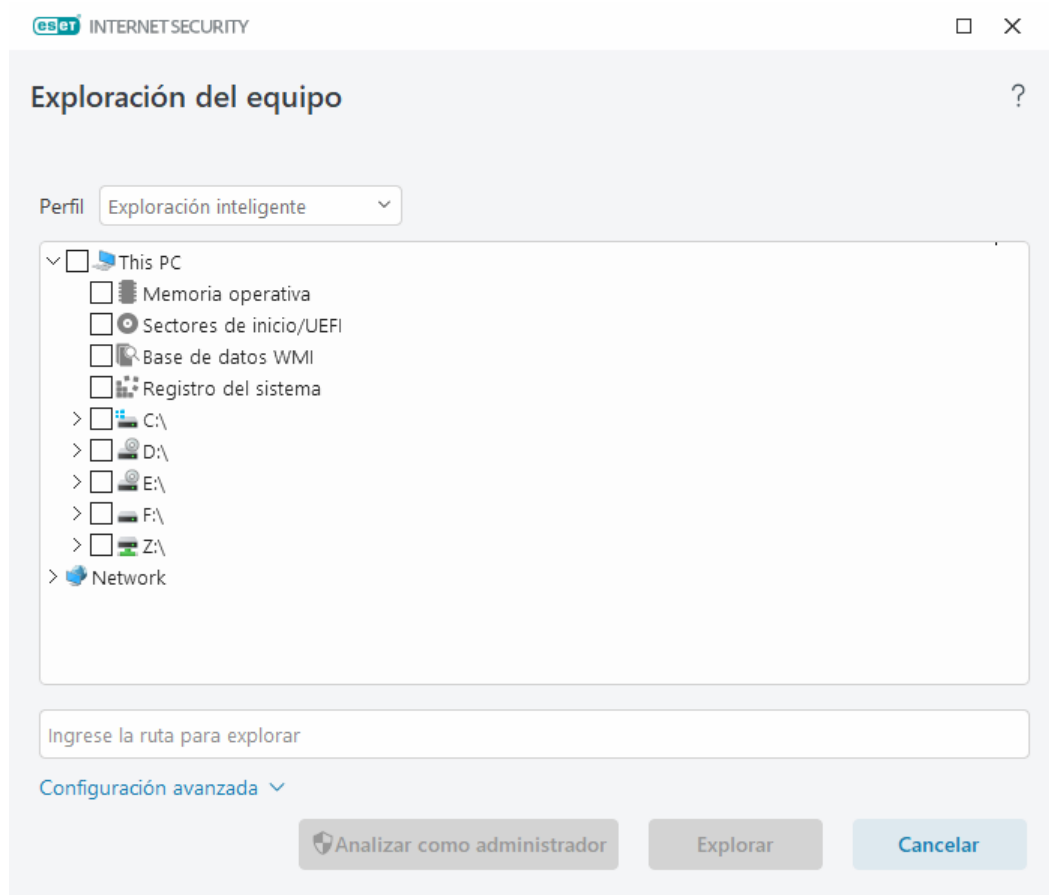 eset INTERNET SECURITY
Exploración del equipo
?
Perfil Exploración inteligente
This PC
Memoria operativa
Sectores de inicio/UEFI
Base de datos WMI
Registro del sistema
C:\
D:\
E:\
F:\
Z:\
Network
Ingrese la ruta para explorar
Configuración avanzada
Analizar como administrador Explorar Cancelar